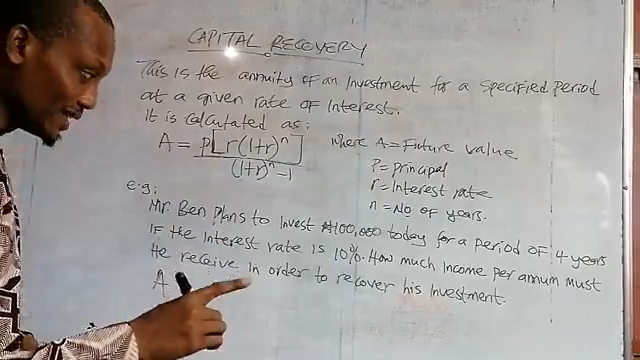 CAPITAL RECOVERY
This is the annuity of an Investment for a specified period
at a given rate of Interest.
It is calculated as:
A = P[r(1+r)^n]
(1+r)^n-1
where A = Future value
P = principal
r = Interest rate
n = No of years.
e.g;
Mr. Ben plans to Invest ₦100,000 today for a period of 4 years
If the Interest rate is 10%. How much Income per annum must
He receive in order to recover his Investment.
A